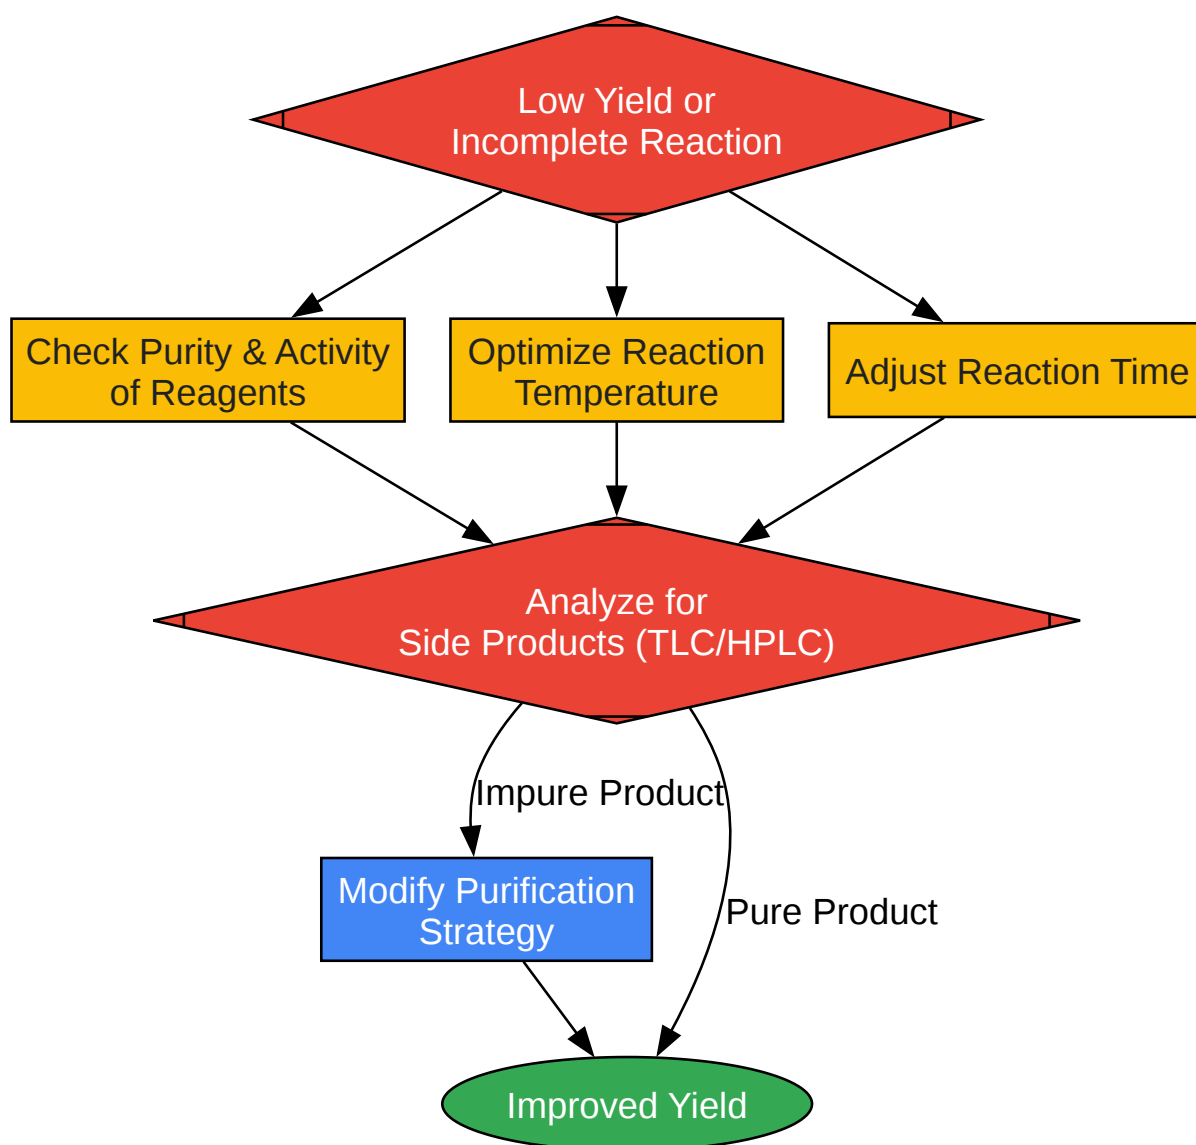 Low Yield or
Incomplete Reaction
Check Purity & Activity
of Reagents
Optimize Reaction
Temperature
Adjust Reaction Time
Analyze for
Side Products (TLC/HPLC)
Impure Product
Modify Purification
Strategy
Pure Product
Improved Yield